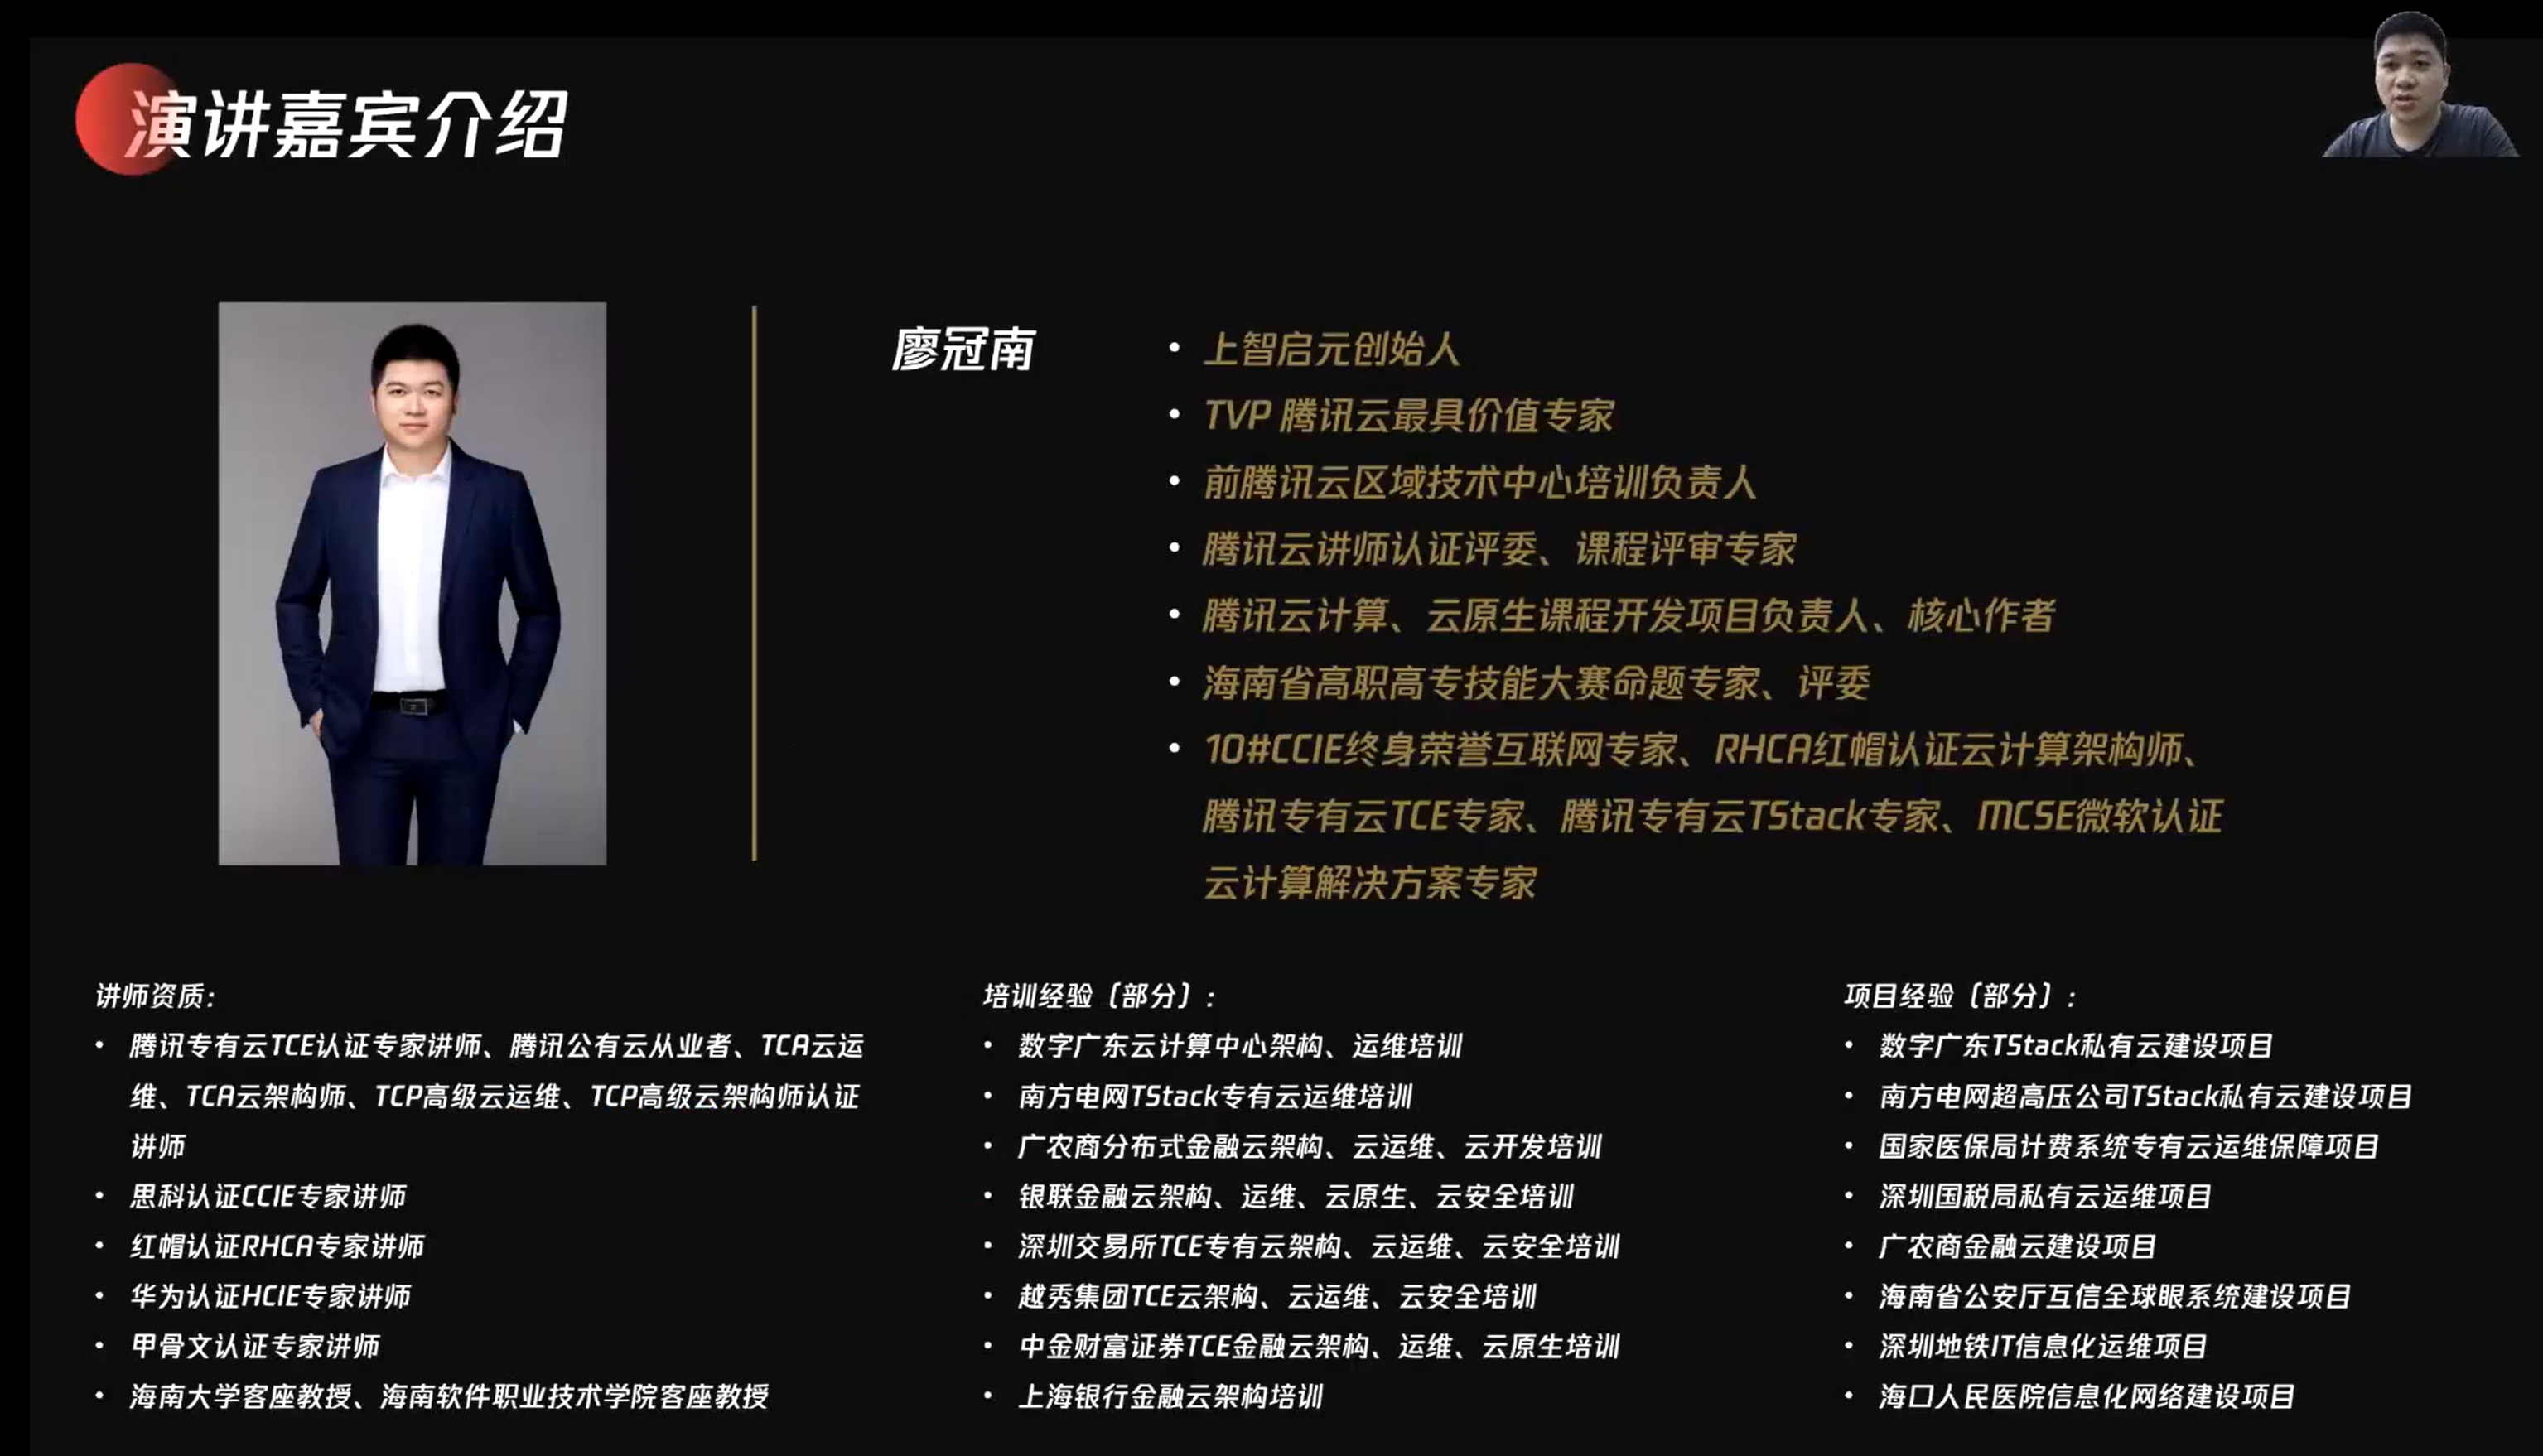 演讲嘉宾介绍
廖冠南
• 上智启元创始人
• TVP 腾讯云最具价值专家
• 前腾讯云区域技术中心培训负责人
• 腾讯云讲师认证评委、课程评审专家
• 腾讯云计算、云原生课程开发项目负责人、核心作者
• 海南省高职高专技能大赛命题专家、评委
• 10#CCIE终身荣誉互联网专家、RHCA红帽认证云计算架构师、
腾讯专有云TCE专家、腾讯专有云TStack专家、MCSE微软认证
云计算解决方案专家
讲师资质：
• 腾讯专有云TCE认证专家讲师、腾讯公有云从业者、TCA云运
维、TCA云架构师、TCP高级云运维、TCP高级云架构师认证
讲师
• 思科认证CCIE专家讲师
• 红帽认证RHCA专家讲师
• 华为认证HCIE专家讲师
• 甲骨文认证专家讲师
• 海南大学客座教授、海南软件职业技术学院客座教授
培训经验（部分）：
• 数字广东云计算中心架构、运维培训
• 南方电网TStack专有云运维培训
• 广农商分布式金融云架构、云运维、云开发培训
• 银联金融云架构、运维、云原生、云安全培训
• 深圳交易所TCE专有云架构、云运维、云安全培训
• 越秀集团TCE云架构、云运维、云安全培训
• 中金财富证券TCE金融云架构、运维、云原生培训
• 上海银行金融云架构培训
项目经验（部分）：
• 数字广东TStack私有云建设项目
• 南方电网超高压公司TStack私有云建设项目
• 国家医保局计费系统专有云运维保障项目
• 深圳国税局私有云运维项目
• 广农商金融云建设项目
• 海南省公安厅互信全球眼系统建设项目
• 深圳地铁IT信息化运维项目
• 海口人民医院信息化网络建设项目